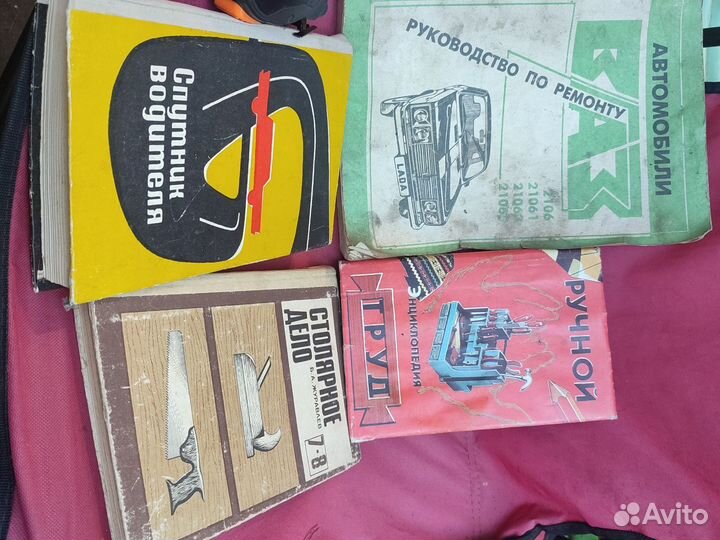 Спутник
водителя
АВТОМОБИЛИ
ВАЗ
РУКОВОДСТВО ПО РЕМОНТУ
LADA
2106
21061
СТОЛЯРНОЕ
ДЕЛО
Б.А. ЖУРАВЛЕВ
7-8
РУЧНОЙ
ТРУД
ЭНЦИКЛОПЕДИЯ
Avito